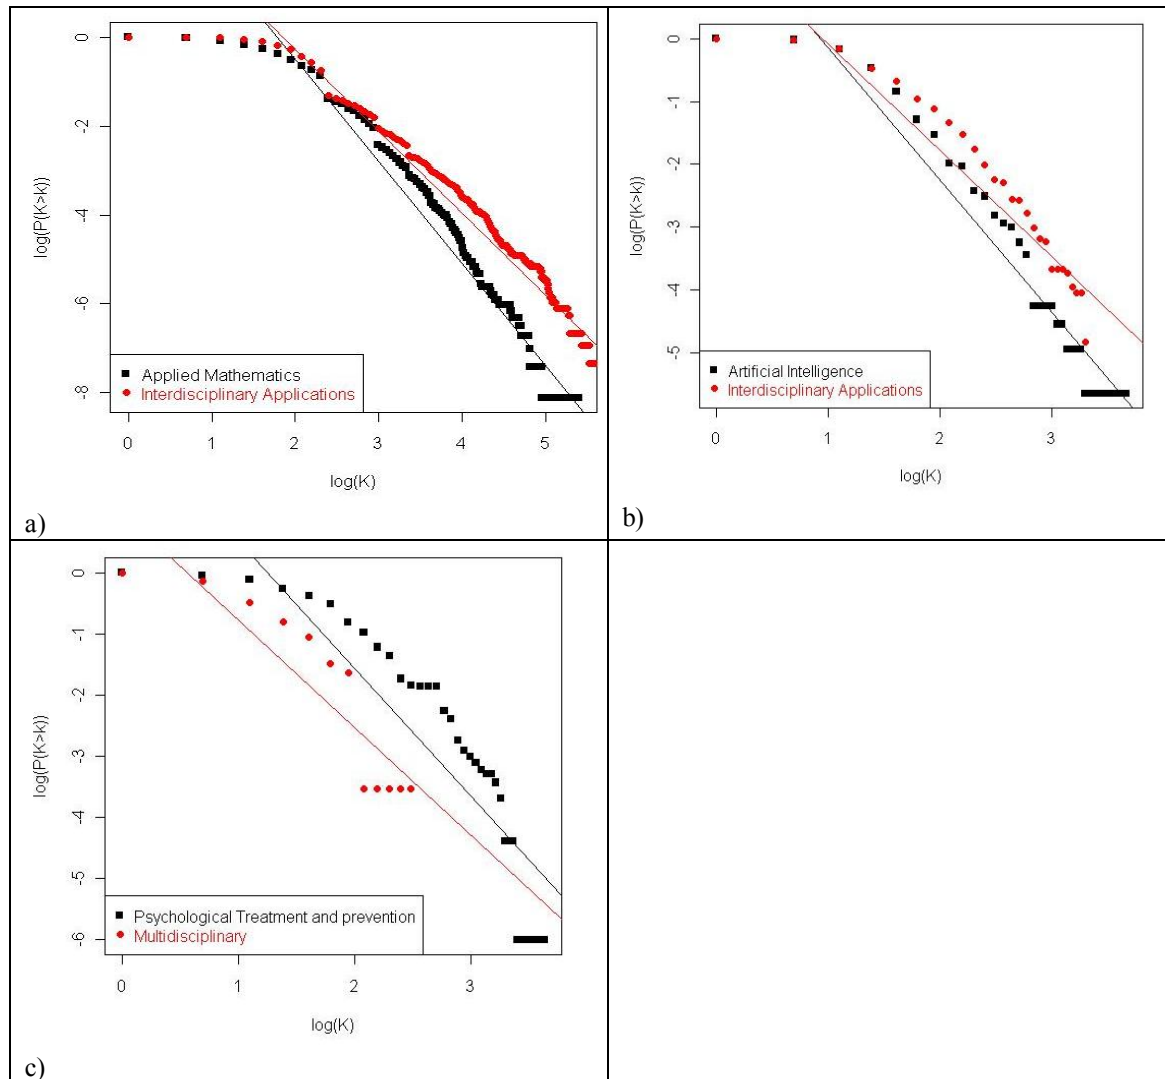 0
-2
-4
-6
-8
log(P(K>k))
Applied Mathematics
Interdisciplinary Applications
0 1 2 3 4 5
log(K)
a)
0
-1
-2
-3
-4
-5
log(P(K>k))
Artificial Intelligence
Interdisciplinary Applications
0 1 2 3
log(K)
b)
0
-1
-2
-3
-4
-5
-6
log(P(K>k))
Psychological Treatment and prevention
Multidisciplinary
0 1 2 3
log(K)
c)